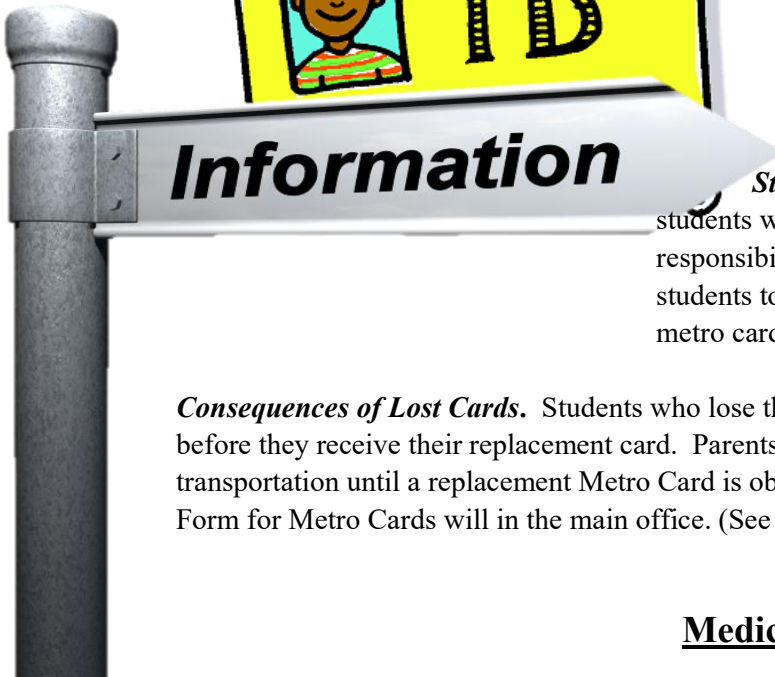 ID
Information
St
students w
responsibi
students to
metro card
Consequences of Lost Cards. Students who lose th
before they receive their replacement card. Parents
transportation until a replacement Metro Card is ob
Form for Metro Cards will in the main office. (See
Medic